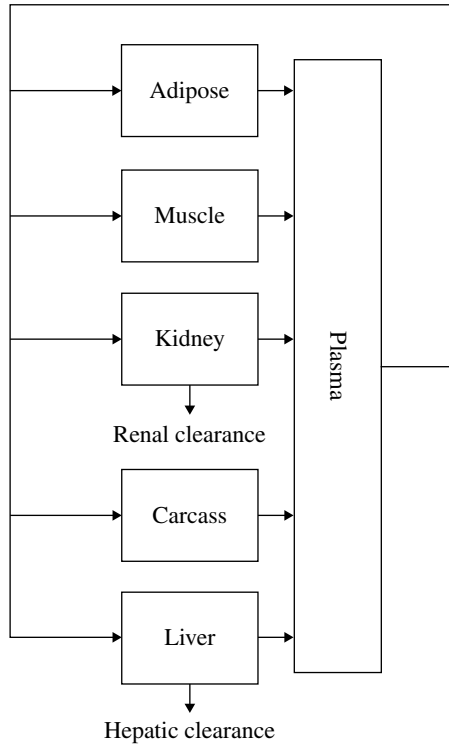 Adipose
Muscle
Kidney
Renal clearance
Carcass
Liver
Hepatic clearance
Plasma